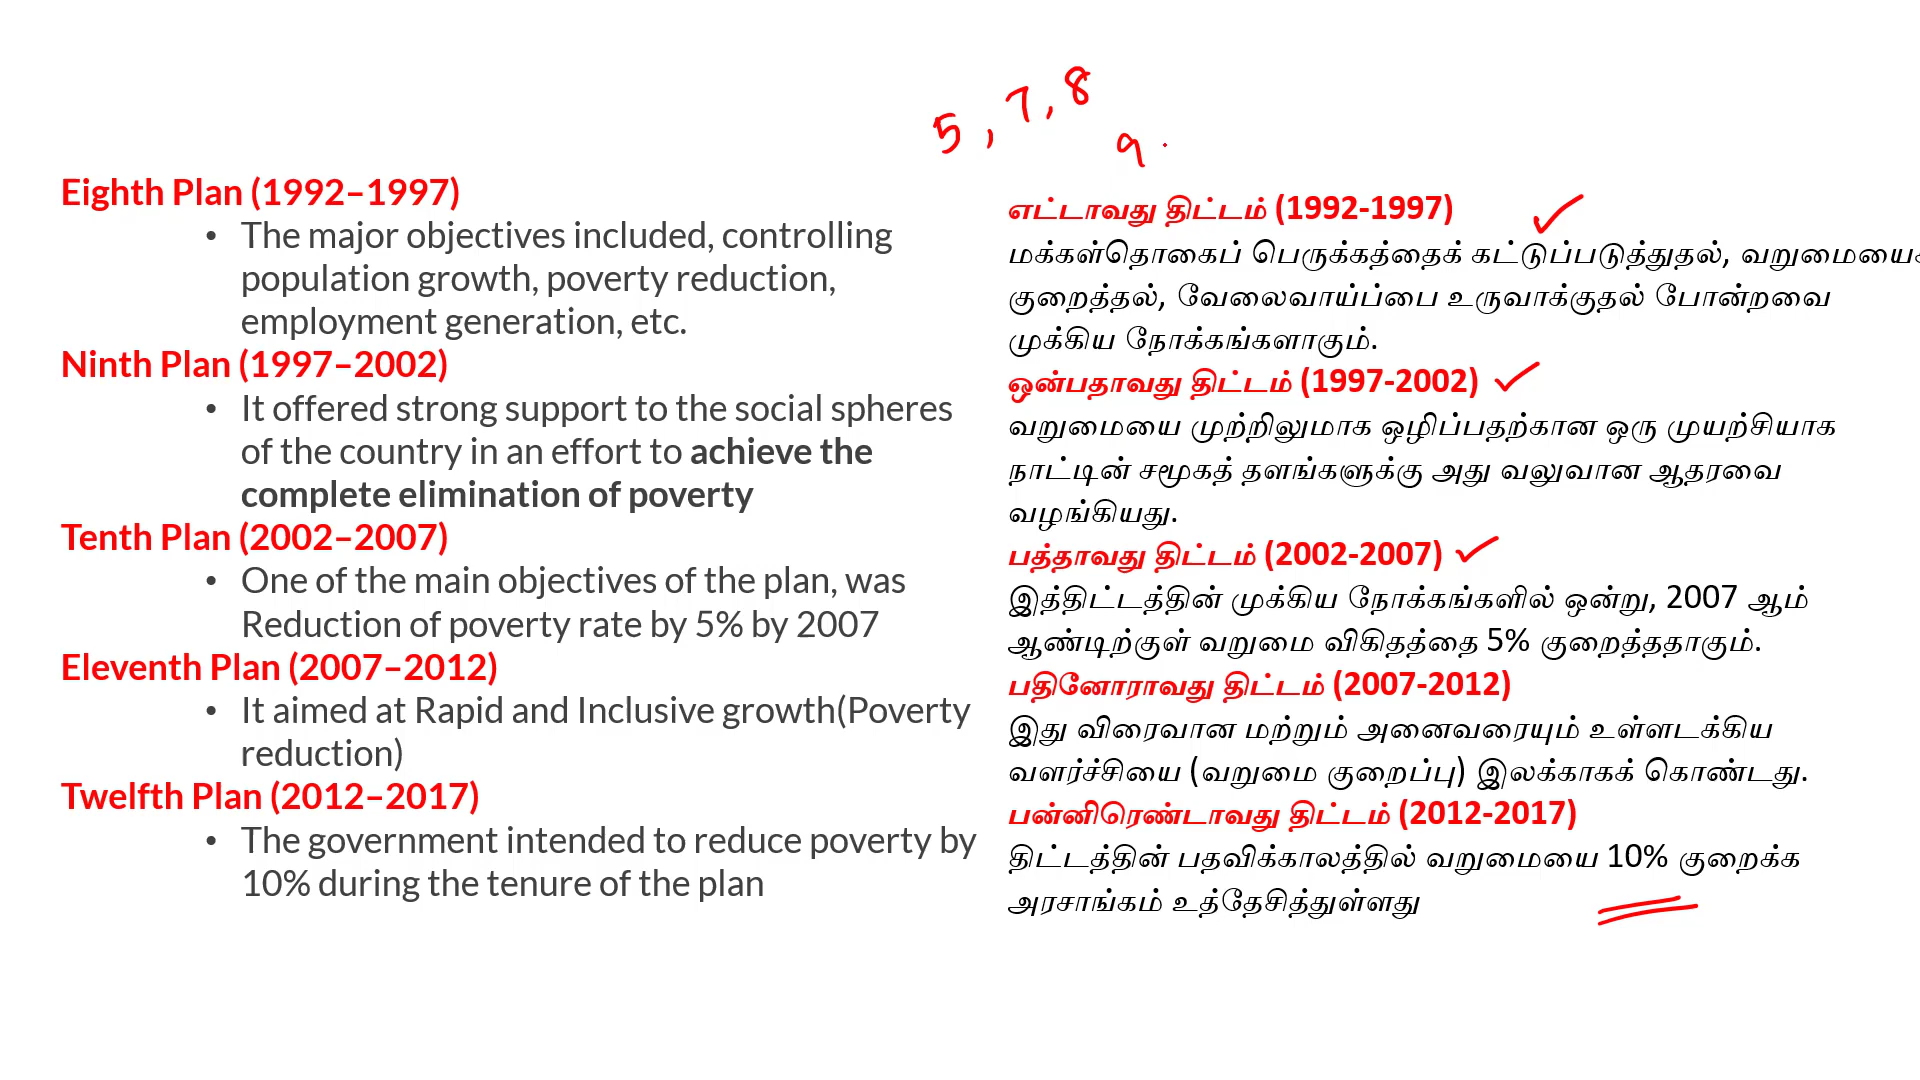 5 , 7 , 8
9 .
Eighth Plan (1992–1997)
• The major objectives included, controlling
population growth, poverty reduction,
employment generation, etc.
Ninth Plan (1997–2002)
• It offered strong support to the social spheres
of the country in an effort to achieve the
complete elimination of poverty
Tenth Plan (2002–2007)
• One of the main objectives of the plan, was
Reduction of poverty rate by 5% by 2007
Eleventh Plan (2007–2012)
• It aimed at Rapid and Inclusive growth(Poverty
reduction)
Twelfth Plan (2012–2017)
• The government intended to reduce poverty by
10% during the tenure of the plan
எட்டாவது திட்டம் (1992-1997)
மக்கள்தொகைப் பெருக்கத்தைக் கட்டுப்படுத்துதல், வறுமையைக்
குறைத்தல், வேலைவாய்ப்பை உருவாக்குதல் போன்றவை
முக்கிய நோக்கங்களாகும்.
ஒன்பதாவது திட்டம் (1997-2002)
வறுமையை முற்றிலுமாக ஒழிப்பதற்கான ஒரு முயற்சியாக
நாட்டின் சமூகத் தளங்களுக்கு அது வலுவான ஆதரவை
வழங்கியது.
பத்தாவது திட்டம் (2002-2007)
இத்திட்டத்தின் முக்கிய நோக்கங்களில் ஒன்று, 2007 ஆம்
ஆண்டிற்குள் வறுமை விகிதத்தை 5% குறைத்ததாகும்.
பதினோராவது திட்டம் (2007-2012)
இது விரைவான மற்றும் அனைவரையும் உள்ளடக்கிய
வளர்ச்சியை (வறுமை குறைப்பு) இலக்காகக் கொண்டது.
பன்னிரெண்டாவது திட்டம் (2012-2017)
திட்டத்தின் பதவிக்காலத்தில் வறுமையை 10% குறைக்க
அரசாங்கம் உத்தேசித்துள்ளது